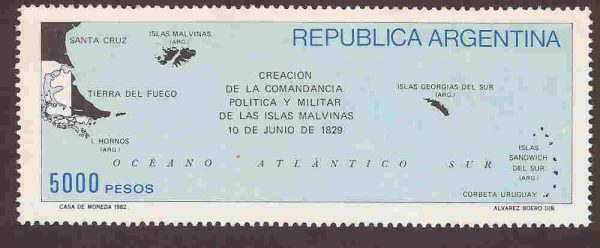 SANTA CRUZ
ISLAS MALVINAS
(ARG.)
REPUBLICA ARGENTINA
TIERRA DEL FUEGO
CREACION
DE LA COMANDANCIA
POLITICA Y MILITAR
DE LAS ISLAS MALVINAS
10 DE JUNIO DE 1829
ISLAS GEORGIAS DEL SUR
(ARG.)
I. HORNOS
(ARG.)
OCÉANO ATLÁNTICO SUR
ISLAS
SANDWICH
DEL SUR
(ARG.)
5000 PESOS
CORBETA URUGUAY
CASA DE MONEDA 1982
ALVAREZ BOERO DIB.